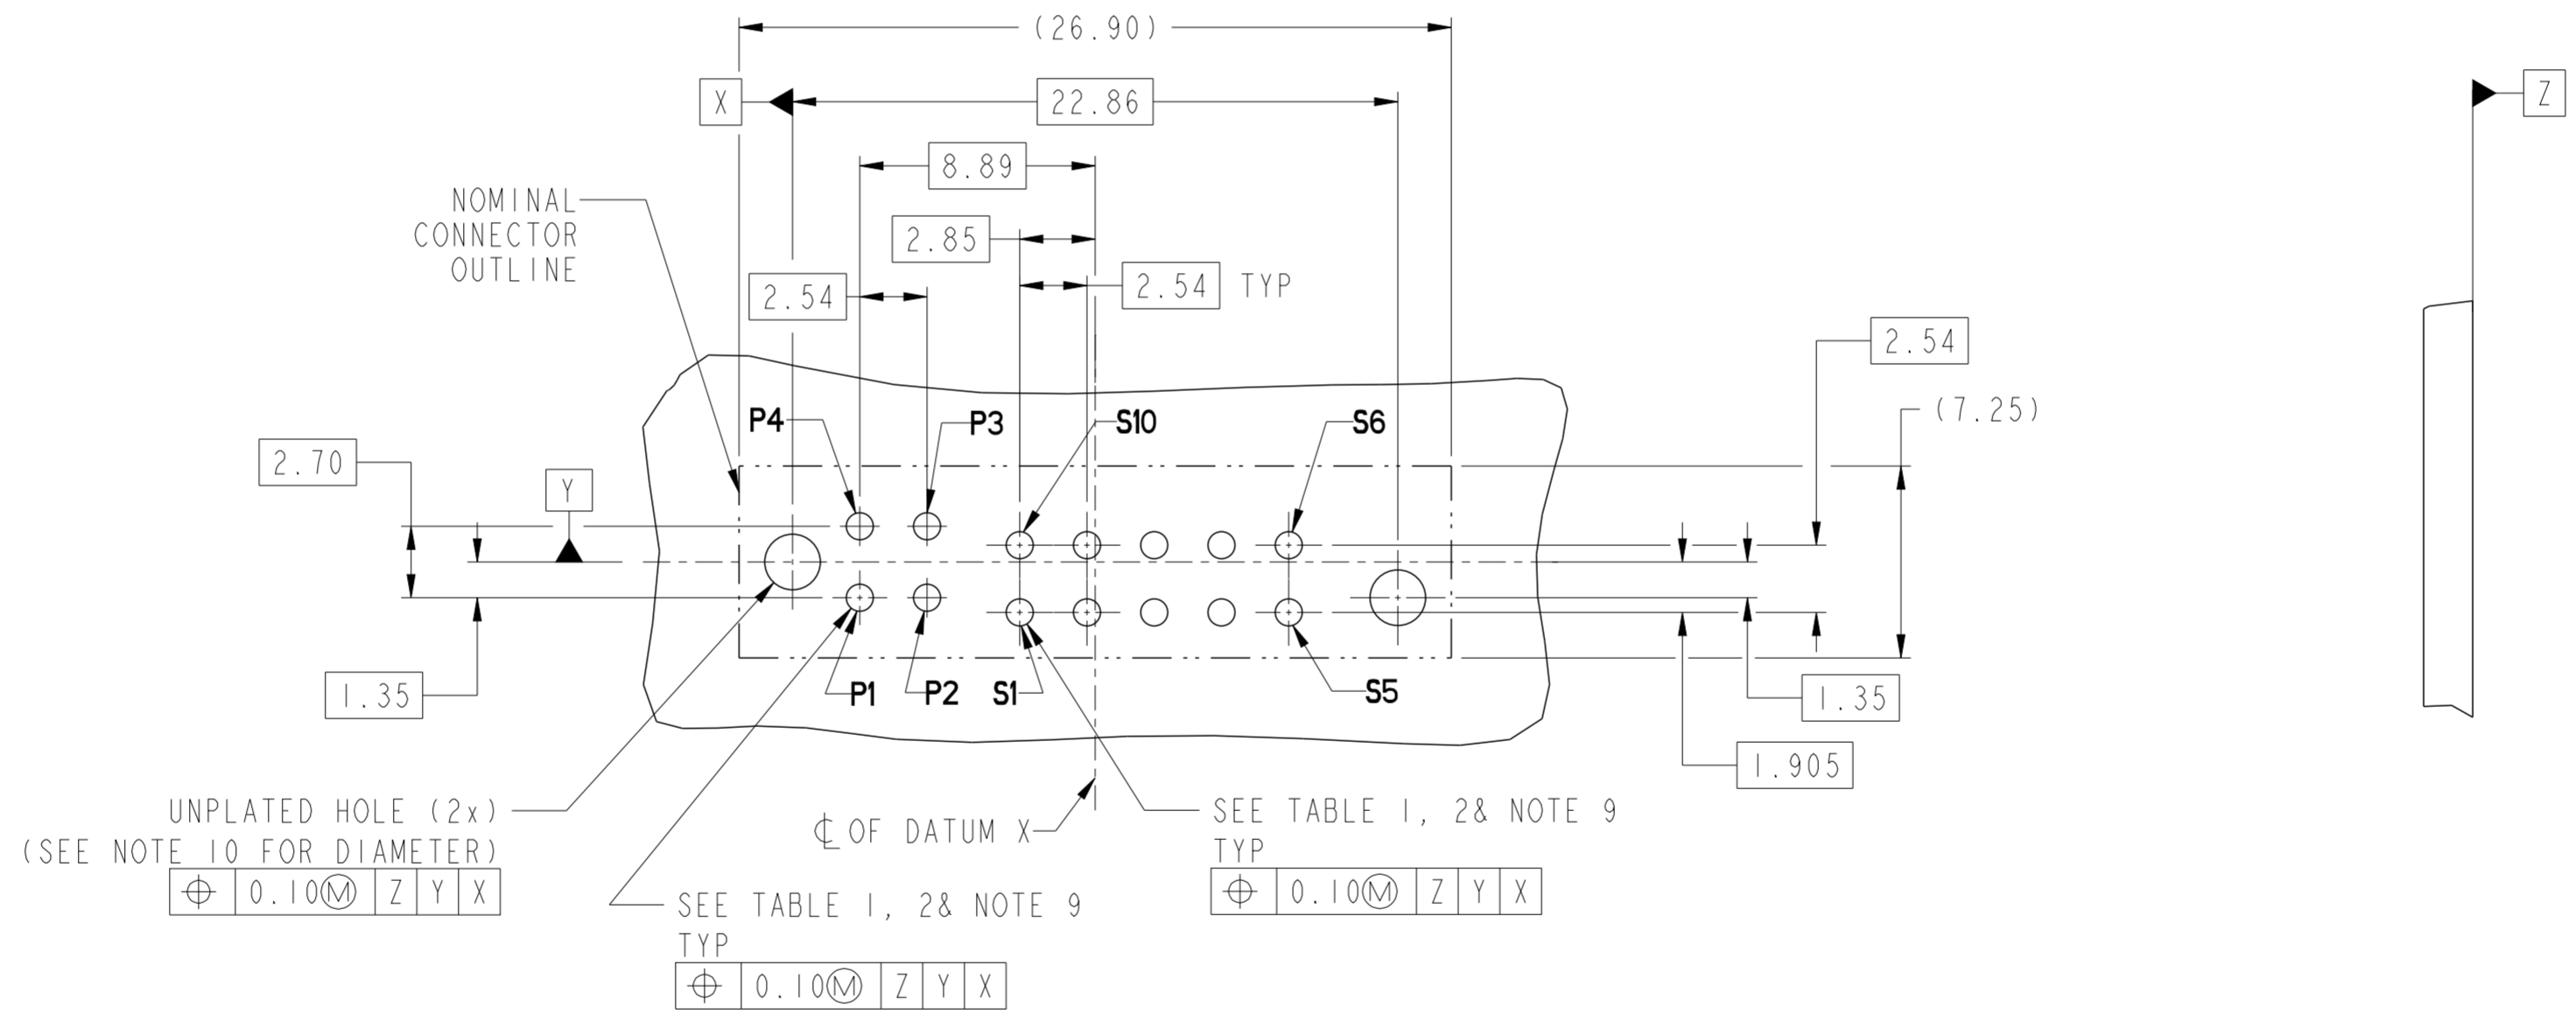 (26.90)
X
22.86
Z
8.89
NOMINAL
CONNECTOR
OUTLINE
2.85
2.54
2.54 TYP
2.54
(7.25)
P4
P3
S10
S6
2.70
Y
1.35
P1
P2
S1
S5
1.35
1.905
UNPLATED HOLE (2x)
(SEE NOTE 10 FOR DIAMETER)
⌖ 0.10Ⓜ Z Y X
℄ OF DATUM X
SEE TABLE 1, 2& NOTE 9
TYP
⌖ 0.10Ⓜ Z Y X
SEE TABLE 1, 2& NOTE 9
TYP
⌖ 0.10Ⓜ Z Y X